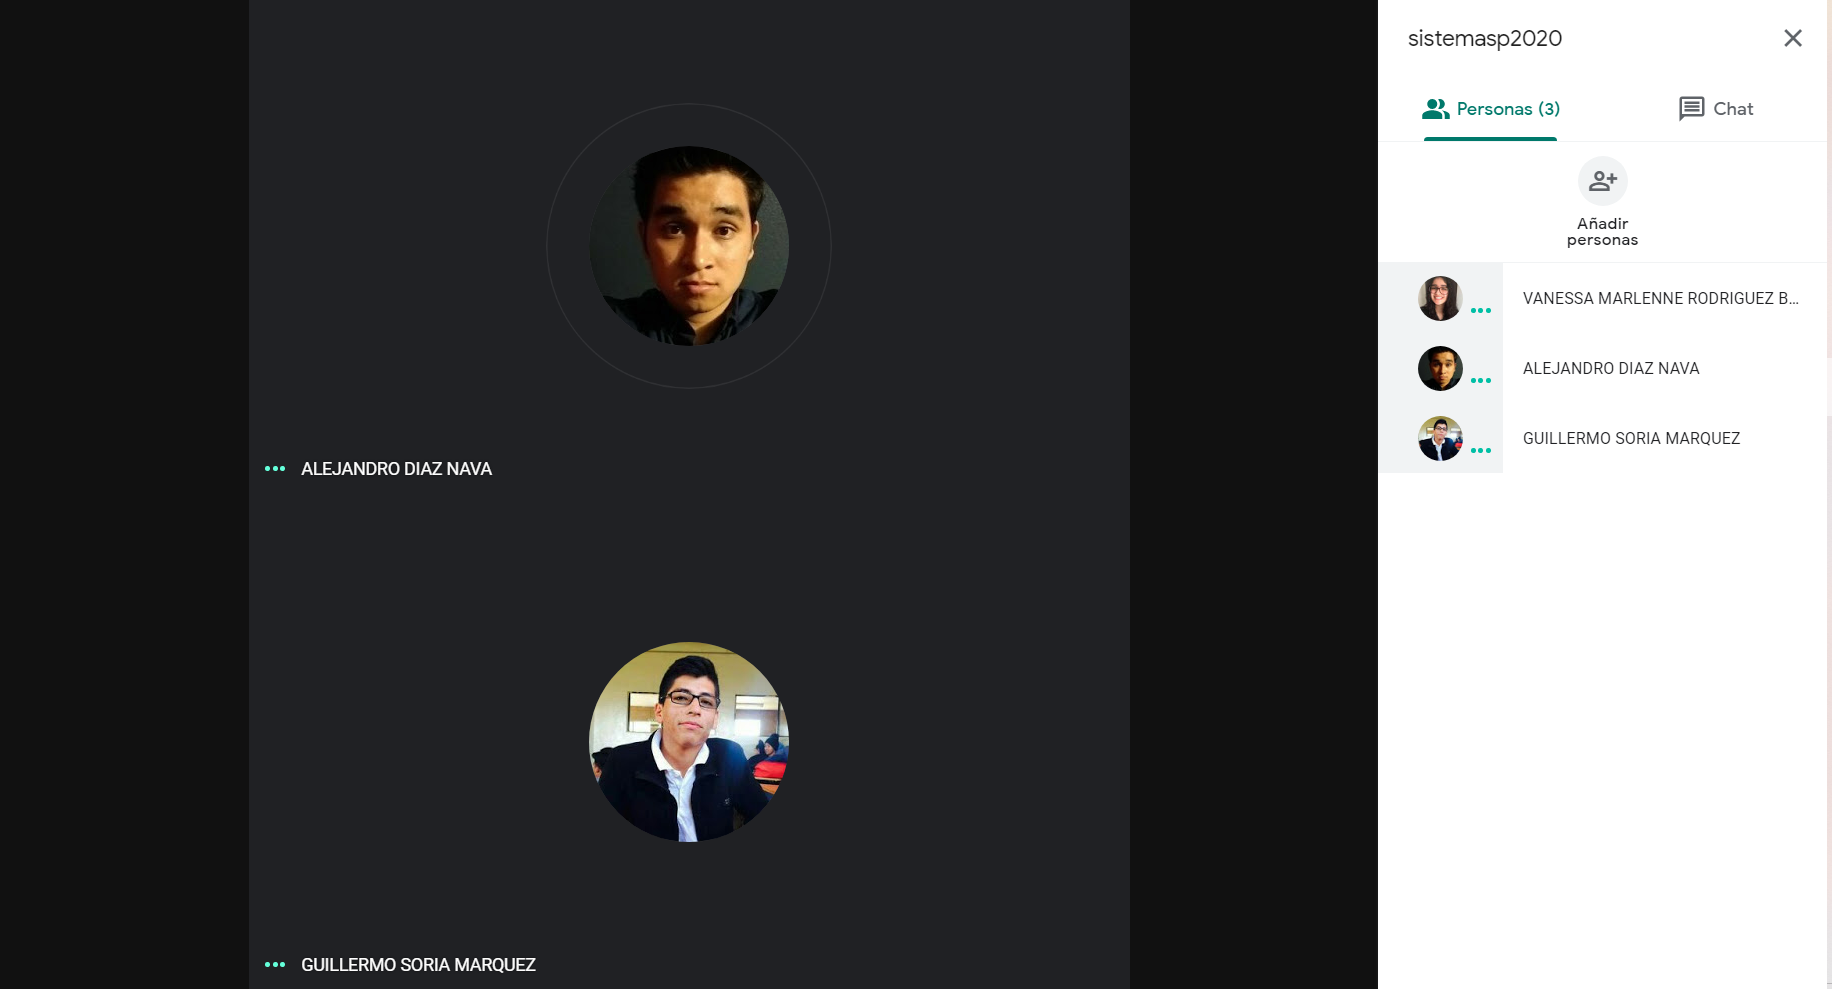 ALEJANDRO DIAZ NAVA
GUILLERMO SORIA MARQUEZ
sistemasp2020
Personas (3)
Chat
Añadir
personas
VANESSA MARLENNE RODRIGUEZ B...
ALEJANDRO DIAZ NAVA
GUILLERMO SORIA MARQUEZ